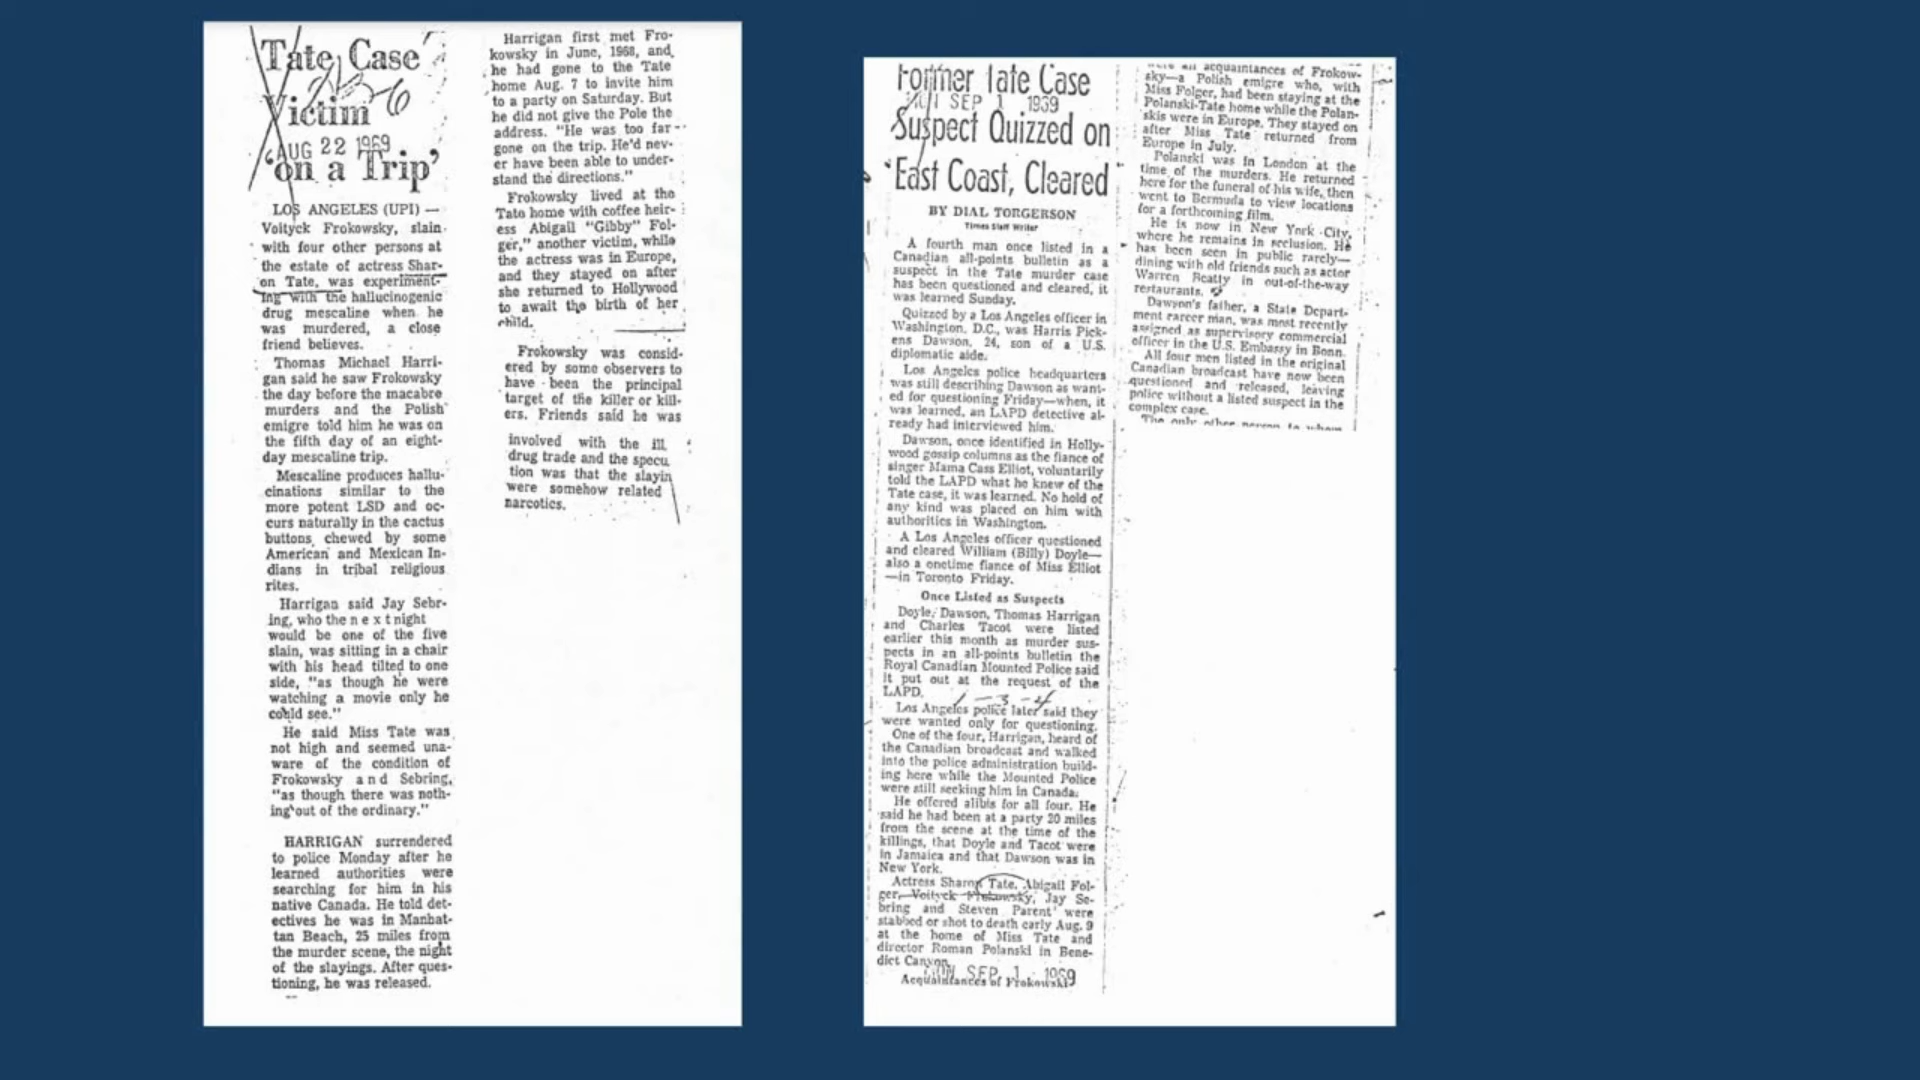 Tate Case
Victim
AUG 22 1969
'on a Trip'
LOS ANGELES (UPI) —
Voityck Frokowsky, slain
with four other persons at
the estate of actress Shar-
on Tate, was experiment-
ing with the hallucinogenic
drug mescaline when he
was murdered, a close
friend believes.
Thomas Michael Harri-
gan said he saw Frokowsky
the day before the macabre
murders and the Polish
emigre told him he was on
the fifth day of an eight-
day mescaline trip.
Mescaline produces hallu-
cinations similar to the
more potent LSD and oc-
curs naturally in the cactus
buttons chewed by some
American and Mexican In-
dians in tribal religious
rites.
Harrigan said Jay Sebr-
ing, who the next night
would be one of the five
slain, was sitting in a chair
with his head tilted to one
side, "as though he were
watching a movie only he
could see."
He said Miss Tate was
not high and seemed una-
ware of the condition of
Frokowsky and Sebring,
"as though there was noth-
ing out of the ordinary."
HARRIGAN surrendered
to police Monday after he
learned authorities were
searching for him in his
native Canada. He told det-
ectives he was in Manhat-
tan Beach, 25 miles from
the murder scene, the night
of the slayings. After ques-
tioning, he was released.
Harrigan first met Fro-
kowsky in June, 1968, and
he had gone to the Tate
home Aug. 7 to invite him
to a party on Saturday. But
he did not give the Pole the
address. "He was too far
gone on the trip. He'd nev-
er have been able to under-
stand the directions."
Frokowsky lived at the
Tate home with coffee heir-
ess Abigail "Gibby" Fol-
ger," another victim, while
the actress was in Europe,
and they stayed on after
she returned to Hollywood
to await the birth of her
child.
Frokowsky was consid-
ered by some observers to
have been the principal
target of the killer or kill-
ers. Friends said he was
involved with the ill
drug trade and the specu
tion was that the slayin
were somehow related
narcotics.
Former Tate Case
SEP 1 1969
Suspect Quizzed on
East Coast, Cleared
BY DIAL TORGERSON
Times Staff Writer
A fourth man once listed in a
Canadian all-points bulletin as a
suspect in the Tate murder case
has been questioned and cleared, it
was learned Sunday.
Quizzed by a Los Angeles officer in
Washington, D.C., was Harris Pick-
ens Dawson, 24, son of a U.S.
diplomatic aide.
Los Angeles police headquarters
was still describing Dawson as want-
ed for questioning Friday—when, it
was learned, an LAPD detective al-
ready had interviewed him.
Dawson, once identified in Holly-
wood gossip columns as the fiance of
singer Mama Cass Elliot, voluntarily
told the LAPD what he knew of the
Tate case, it was learned. No hold of
any kind was placed on him with
authorities in Washington.
A Los Angeles officer questioned
and cleared William (Billy) Doyle—
also a onetime fiance of Miss Elliot
—in Toronto Friday.
Once Listed as Suspects
Doyle, Dawson, Thomas Harrigan
and Charles Tacot were listed
earlier this month as murder sus-
pects in an all-points bulletin the
Royal Canadian Mounted Police said
it put out at the request of the
LAPD.
1-3-4
Los Angeles police later said they
were wanted only for questioning.
One of the four, Harrigan, heard of
the Canadian broadcast and walked
into the police administration build-
ing here while the Mounted Police
were still seeking him in Canada.
He offered alibis for all four. He
said he had been at a party 20 miles
from the scene at the time of the
killings, that Doyle and Tacot were
in Jamaica and that Dawson was in
New York.
Actress Sharon Tate, Abigail Fol-
ger, Voityck Frokowsky, Jay Se-
bring and Steven Parent were
stabbed or shot to death early Aug. 9
at the home of Miss Tate and
director Roman Polanski in Bene-
dict Canyon.
MON SEP 1 1969
Acquaintances of Frokowski
were all acquaintances of Frokow-
sky—a Polish emigre who, with
Miss Folger, had been staying at the
Polanski-Tate home while the Polan-
skis were in Europe. They stayed on
after Miss Tate returned from
Europe in July.
Polanski was in London at the
time of the murders. He returned
here for the funeral of his wife, then
went to Bermuda to view locations
for a forthcoming film.
He is now in New York City,
where he remains in seclusion. He
has been seen in public rarely—
dining with old friends such as actor
Warren Beatty in out-of-the-way
restaurants.
Dawson's father, a State Depart-
ment career man, was most recently
assigned as supervisory commercial
officer in the U.S. Embassy in Bonn.
All four men listed in the original
Canadian broadcast have now been
questioned and released, leaving
police without a listed suspect in the
complex case.
The only other person to whom